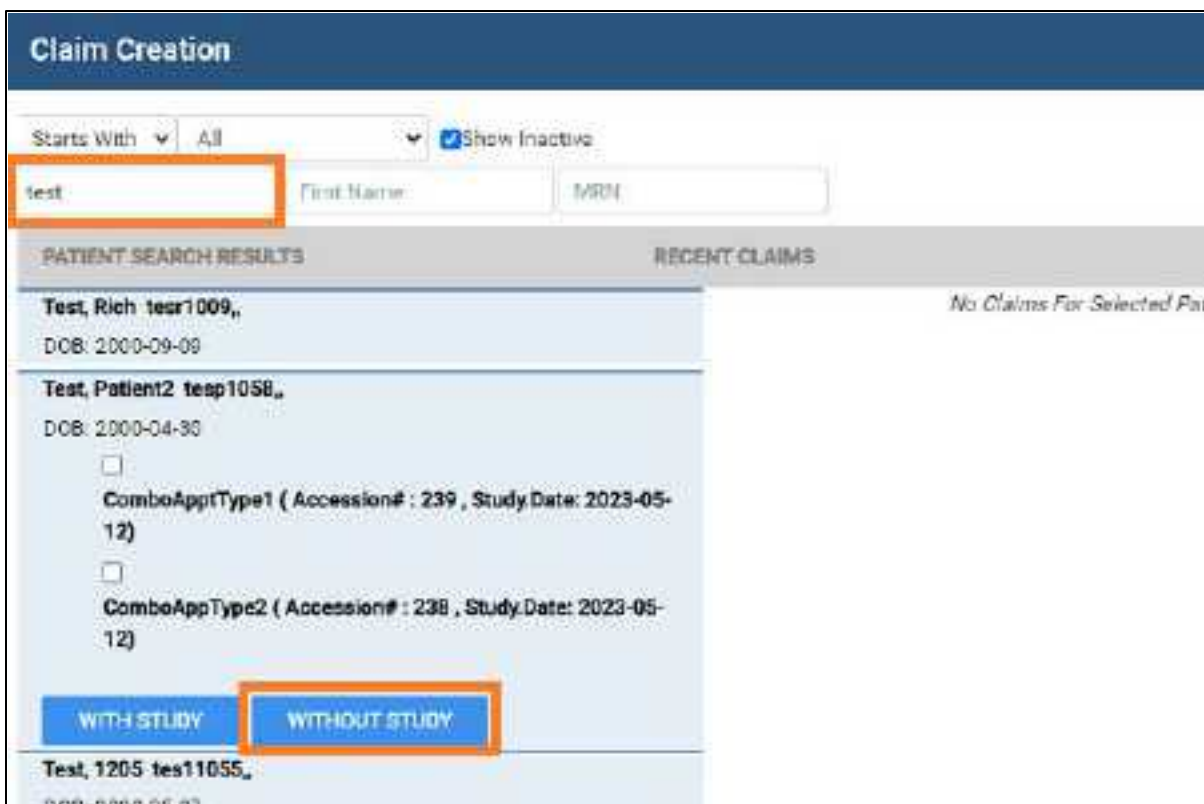 Claim Creation
Starts With All Show Inactive
test First Name MRN
PATIENT SEARCH RESULTS RECENT CLAIMS
Test, Rich tesr1009,, No Claims For Selected
DOB: 2000-09-09
Test, Patient2 tesp1058,,
DOB: 2000-04-30
ComboApptType1 ( Accession# : 239 , Study.Date: 2023-05-
12)
ComboAppType2 ( Accession# : 238 , Study.Date: 2023-05-
12)
WITH STUDY WITHOUT STUDY
Test, 1205 tes11055,,